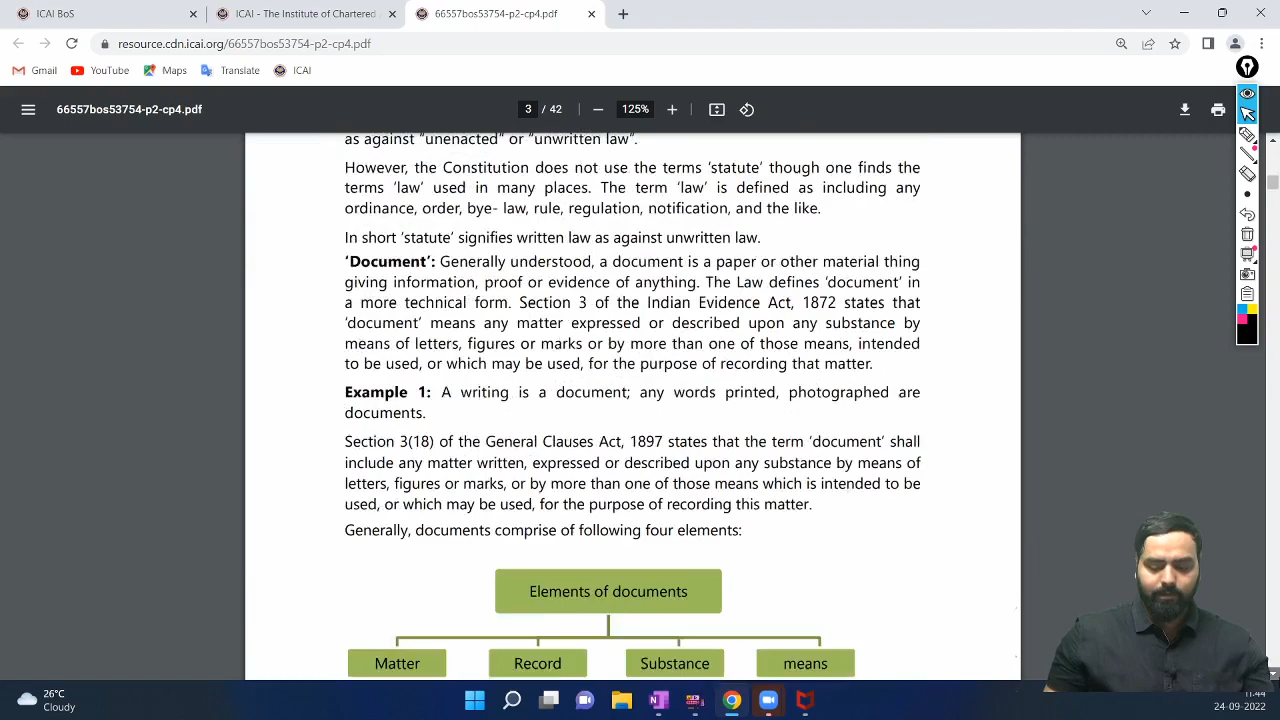 ICAI BoS
ICAI - The Institute of Chartered
66557bos53754-p2-cp4.pdf
resource.cdn.icai.org/66557bos53754-p2-cp4.pdf
Gmail YouTube Maps Translate ICAI
66557bos53754-p2-cp4.pdf 3 / 42 125%
as against “unenacted” or “unwritten law”.
However, the Constitution does not use the terms ‘statute’ though one finds the
terms ‘law’ used in many places. The term ‘law’ is defined as including any
ordinance, order, bye- law, rule, regulation, notification, and the like.
In short ‘statute’ signifies written law as against unwritten law.
‘Document’: Generally understood, a document is a paper or other material thing
giving information, proof or evidence of anything. The Law defines ‘document’ in
a more technical form. Section 3 of the Indian Evidence Act, 1872 states that
‘document’ means any matter expressed or described upon any substance by
means of letters, figures or marks or by more than one of those means, intended
to be used, or which may be used, for the purpose of recording that matter.
Example 1: A writing is a document; any words printed, photographed are
documents.
Section 3(18) of the General Clauses Act, 1897 states that the term ‘document’ shall
include any matter written, expressed or described upon any substance by means of
letters, figures or marks, or by more than one of those means which is intended to be
used, or which may be used, for the purpose of recording this matter.
Generally, documents comprise of following four elements:
Elements of documents
Matter Record Substance means
26°C
Cloudy
11:44
24-09-2022